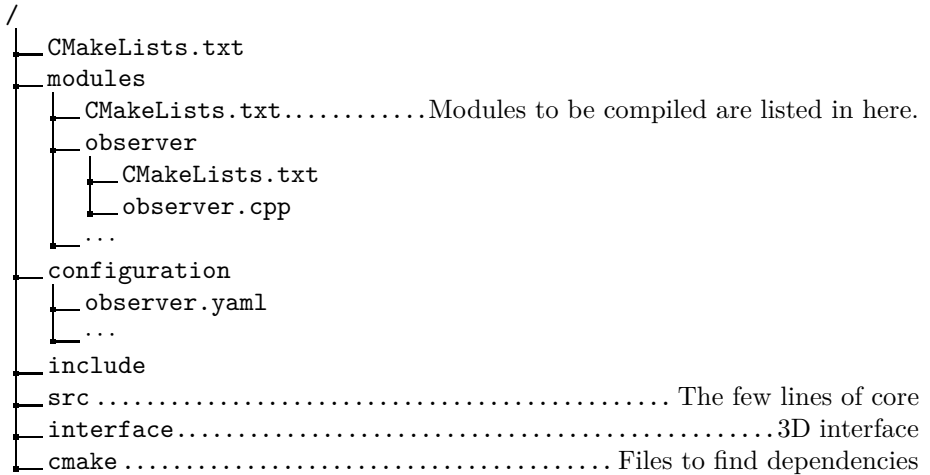 /
CMakeLists.txt
modules
CMakeLists.txt............Modules to be compiled are listed in here.
observer
CMakeLists.txt
observer.cpp
...
configuration
observer.yaml
...
include
src ................................................ The few lines of core
interface..................................................3D interface
cmake ......................................... Files to find dependencies